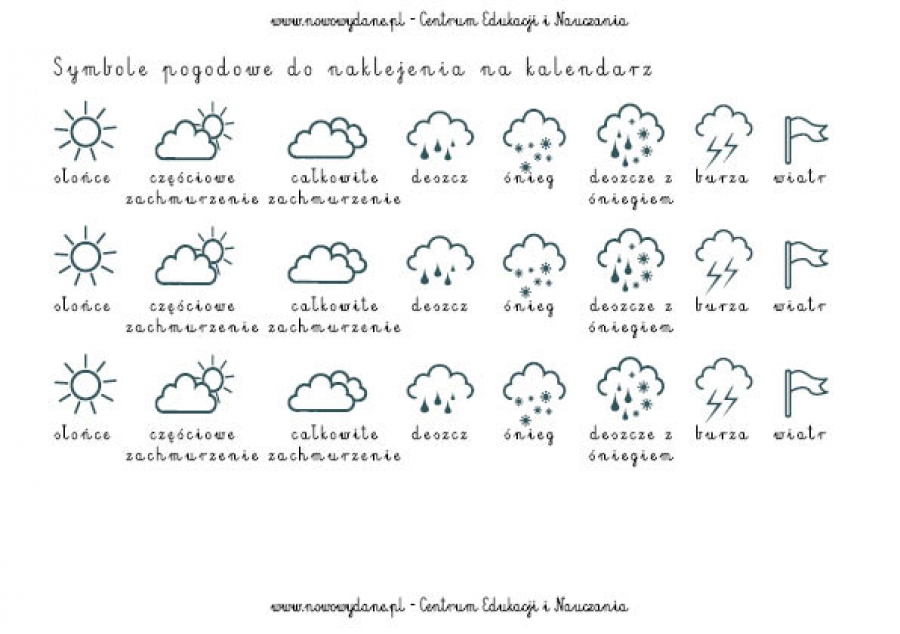 www.nowowydane.pl - Centrum Edukacji i Nauczania
Symbole pogodowe do naklejenia na kalendarz
słońce częściowe całkowite deszcz śnieg deszcze z burza wiatr
zachmurzenie zachmurzenie śniegiem
słońce częściowe całkowite deszcz śnieg deszcze z burza wiatr
zachmurzenie zachmurzenie śniegiem
słońce częściowe całkowite deszcz śnieg deszcze z burza wiatr
zachmurzenie zachmurzenie śniegiem
www.nowowydane.pl - Centrum Edukacji i Nauczania